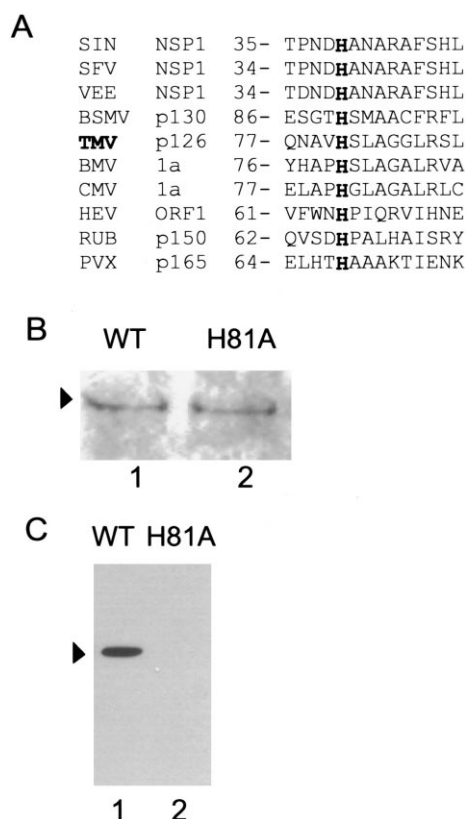 A
SIN NSP1 35- TPNDHANARAFSHL
SFV NSP1 34- TPNDHANARAFSHL
VEE NSP1 34- TDNDHANARAFSHL
BSMV p130 86- ESGTHSMAACFRFL
TMV p126 77- QNAVHSLAGGLRSL
BMV 1a 76- YHAPHSLAGALRVA
CMV 1a 77- ELAPHGLAGALRLC
HEV ORF1 61- VFWNHPIQRVIHNE
RUB p150 62- QVSDHPALHAISRY
PVX p165 64- ELHTHAAAKTIENK
B
WT H81A
1 2
C
WT H81A
1 2